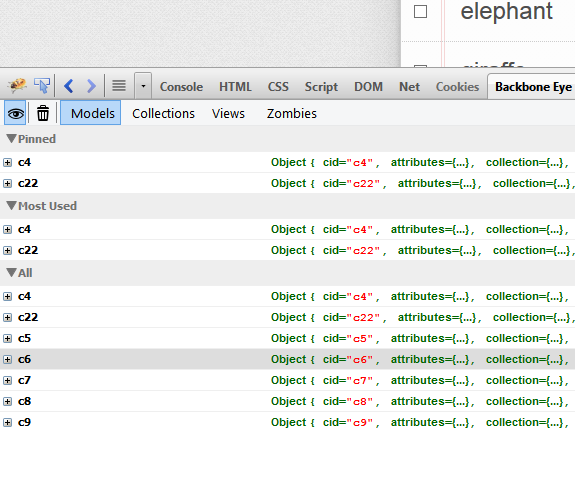 elephant
giraffe
Console HTML CSS Script DOM Net Cookies Backbone Eye
Models Collections Views Zombies
Pinned
c4 Object { cid="c4", attributes={...}, collection={...},
c22 Object { cid="c22", attributes={...}, collection={...},
Most Used
c4 Object { cid="c4", attributes={...}, collection={...},
c22 Object { cid="c22", attributes={...}, collection={...},
All
c4 Object { cid="c4", attributes={...}, collection={...},
c22 Object { cid="c22", attributes={...}, collection={...},
c5 Object { cid="c5", attributes={...}, collection={...},
c6 Object { cid="c6", attributes={...}, collection={...},
c7 Object { cid="c7", attributes={...}, collection={...},
c8 Object { cid="c8", attributes={...}, collection={...},
c9 Object { cid="c9", attributes={...}, collection={...},